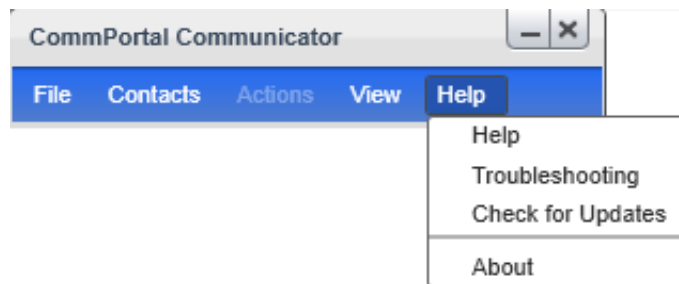 CommPortal Communicator
File Contacts Actions View Help
Help
Troubleshooting
Check for Updates
About